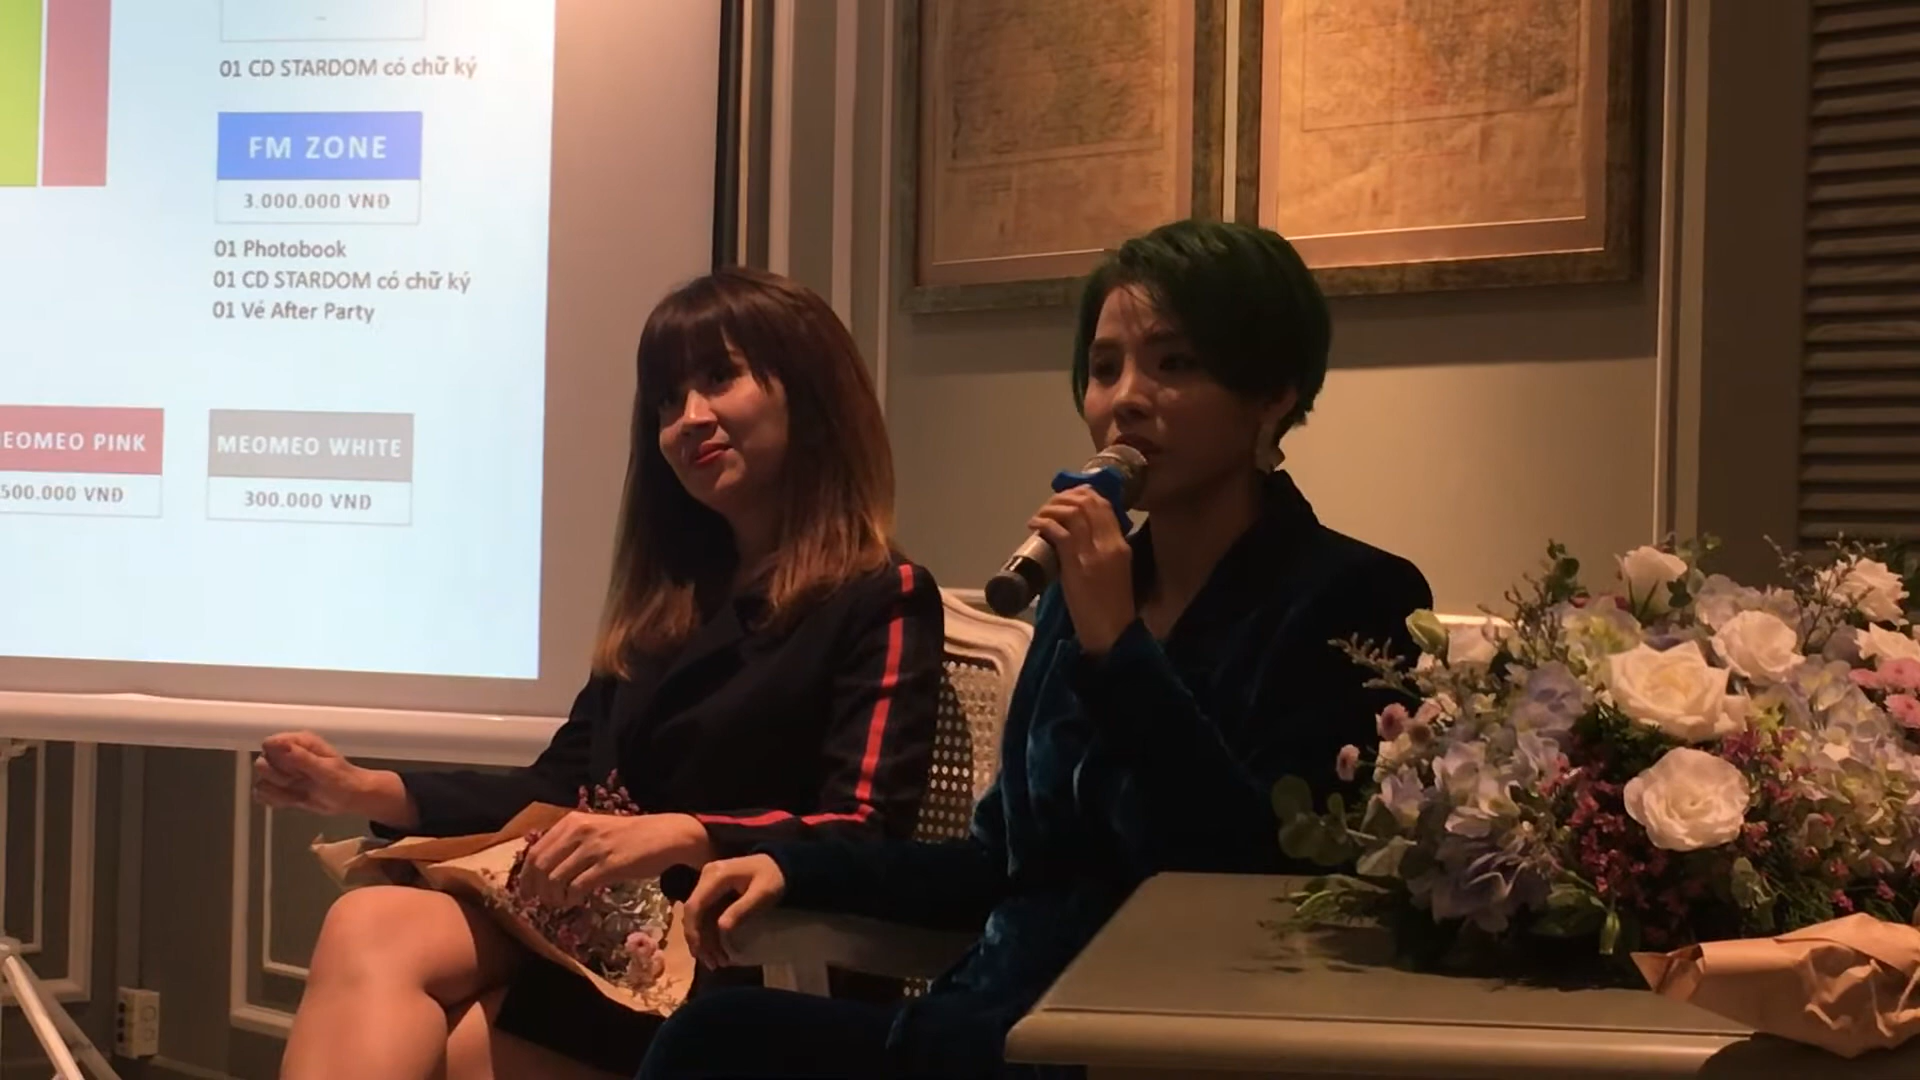 01 CD STARDOM có chữ ký
FM ZONE
3.000.000 VNĐ
01 Photobook
01 CD STARDOM có chữ ký
01 Vé After Party
EOMEO PINK
500.000 VNĐ
MEOMEO WHITE
300.000 VNĐ